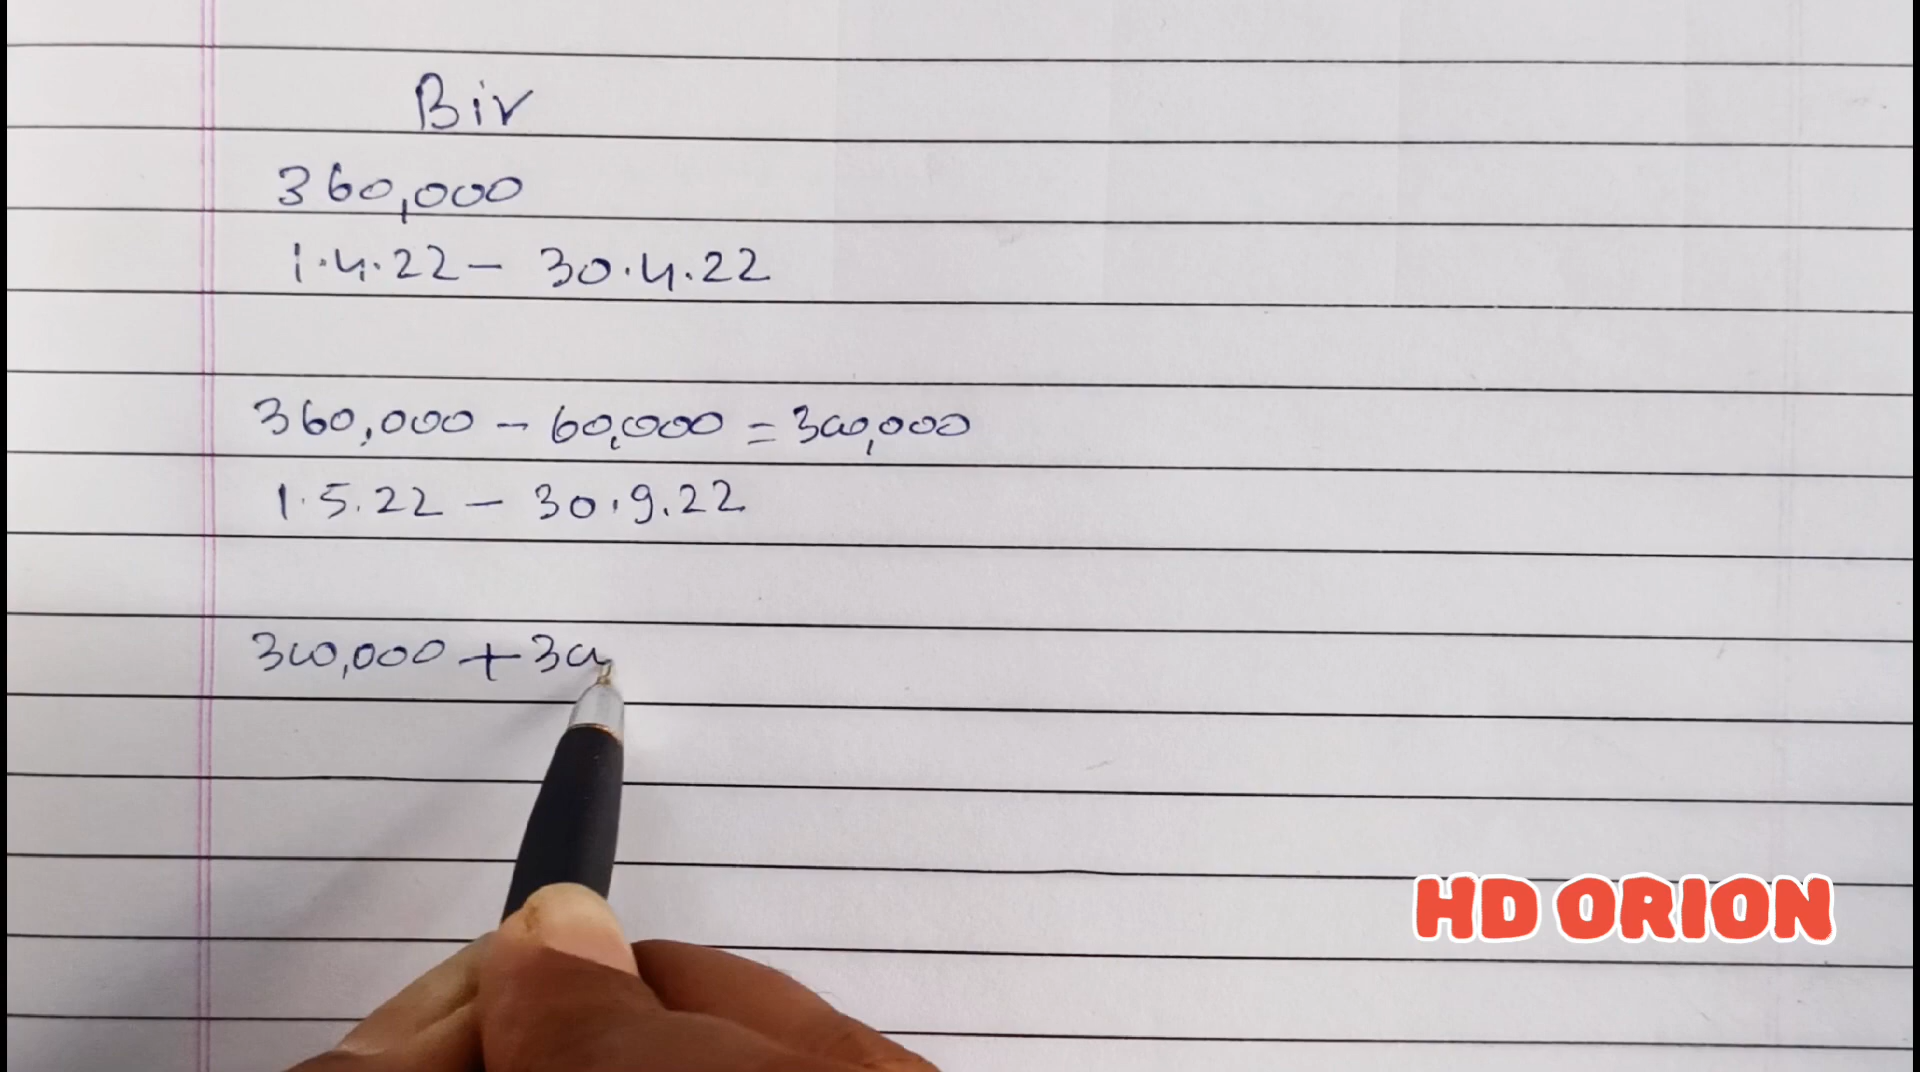 Bir
360,000
1.4.22 - 30.4.22
360,000 - 60,000 = 300,000
1.5.22 - 30.9.22
300,000 + 30
HD ORION